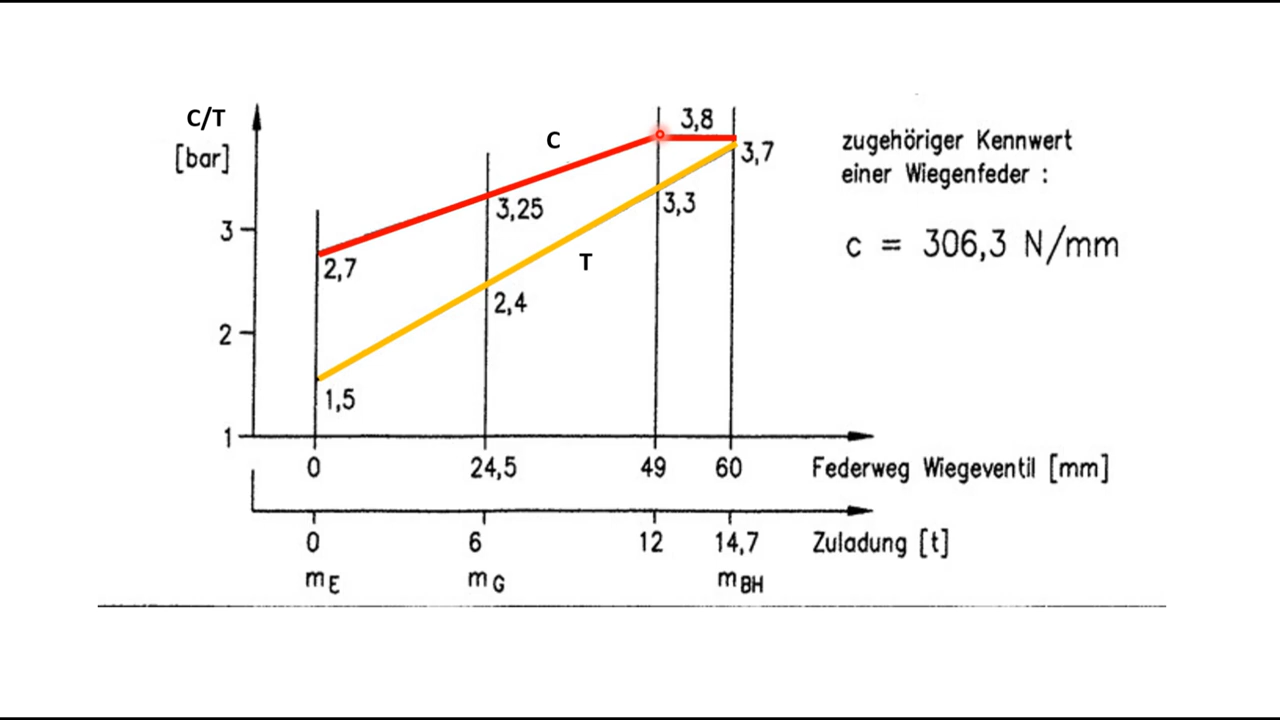 C/T
[bar]
C
3,8
zugehöriger Kennwert
einer Wiegenfeder :
c = 306,3 N/mm
3,7
3
3,25
3,3
2,7
T
2
2,4
1,5
1
0 24,5 49 60 Federweg Wiegeventil [mm]
0 6 12 14,7 Zuladung [t]
mE mG mBH